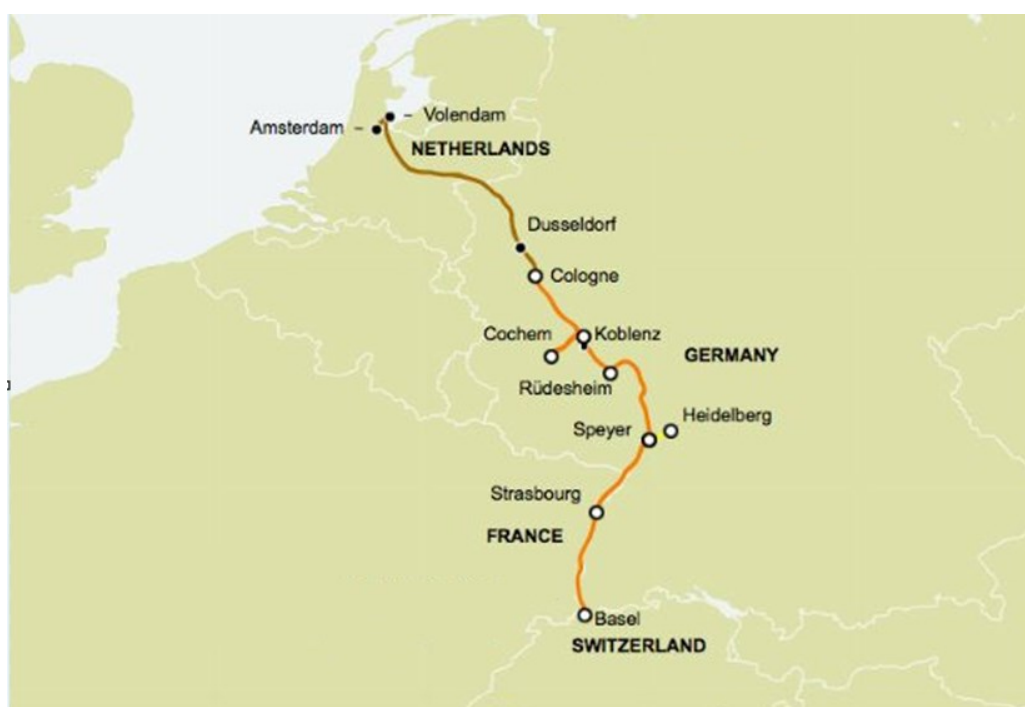 Amsterdam –
– Volendam
NETHERLANDS
Dusseldorf
Cologne
Cochem
Koblenz
GERMANY
Rüdesheim
Heidelberg
Speyer
Strasbourg
FRANCE
Basel
SWITZERLAND